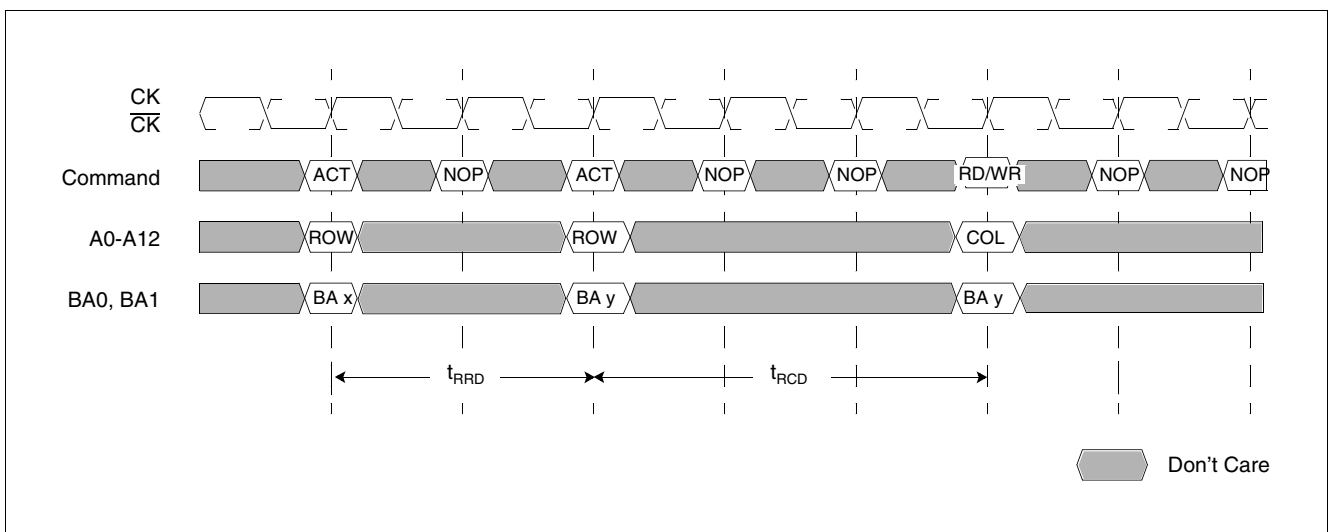 CK
CK
Command ACT NOP ACT NOP NOP RD/WR NOP NOP
A0-A12 ROW ROW COL
BA0, BA1 BA x BA y BA y
tRRD tRCD
Don't Care